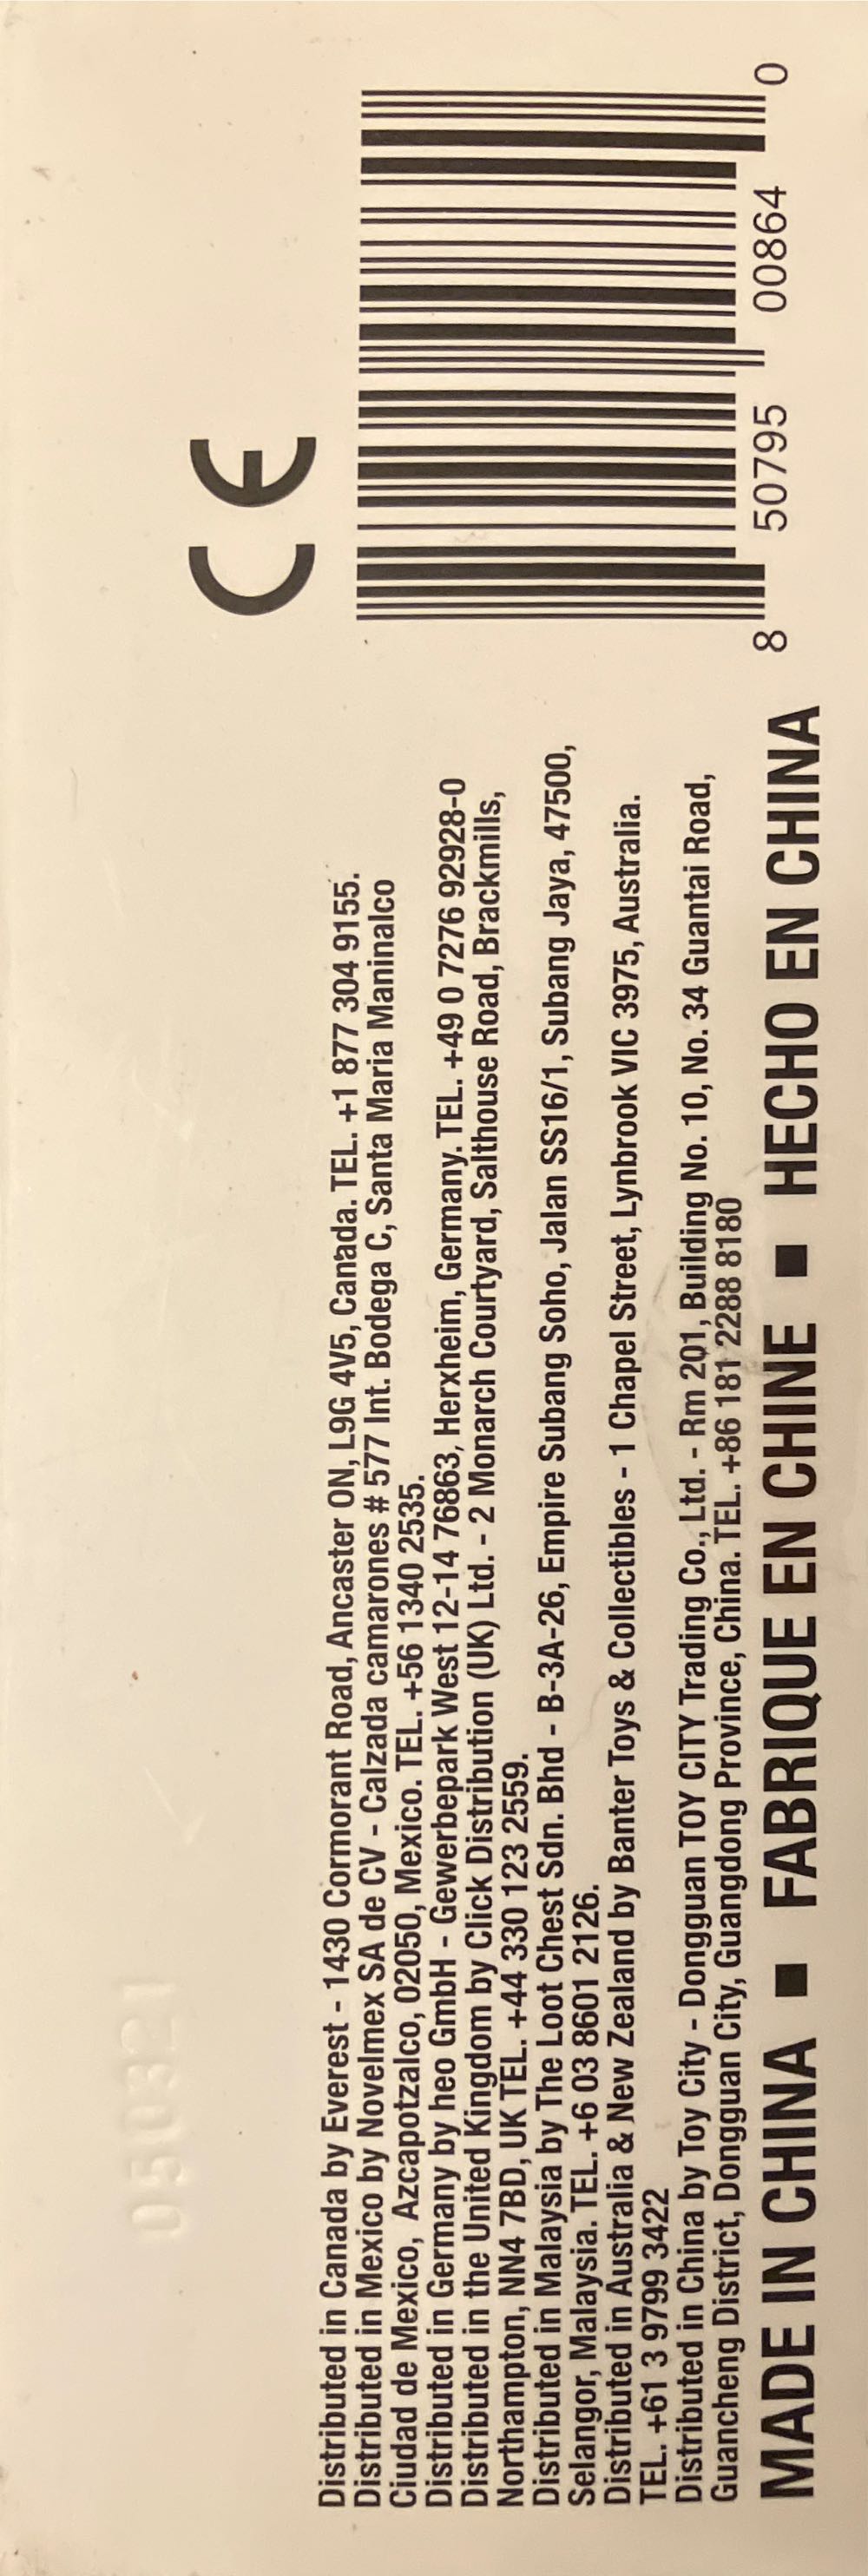 050321
CE
Distributed in Canada by Everest - 1430 Cormorant Road, Ancaster ON, L9G 4V5, Canada. TEL. +1 877 304 9155.
Distributed in Mexico by Novelmex SA de CV - Calzada camarones # 577 Int. Bodega C, Santa Maria Maninalco
Ciudad de Mexico, Azcapotzalco, 02050, Mexico. TEL. +56 1340 2535.
Distributed in Germany by heo GmbH - Gewerbepark West 12-14 76863, Herxheim, Germany. TEL. +49 0 7276 92928-0
Distributed in the United Kingdom by Click Distribution (UK) Ltd. - 2 Monarch Courtyard, Salthouse Road, Brackmills,
Northampton, NN4 7BD, UK TEL. +44 330 123 2559.
Distributed in Malaysia by The Loot Chest Sdn. Bhd - B-3A-26, Empire Subang Soho, Jalan SS16/1, Subang Jaya, 47500,
Selangor, Malaysia. TEL. +6 03 8601 2126.
Distributed in Australia & New Zealand by Banter Toys & Collectibles - 1 Chapel Street, Lynbrook VIC 3975, Australia.
TEL. +61 3 9799 3422
Distributed in China by Toy City - Dongguan TOY CITY Trading Co., Ltd. - Rm 201, Building No. 10, No. 34 Guantai Road,
Guancheng District, Dongguan City, Guangdong Province, China. TEL. +86 181 2288 8180
MADE IN CHINA ■ FABRIQUE EN CHINE ■ HECHO EN CHINA
8 50795 00864 0